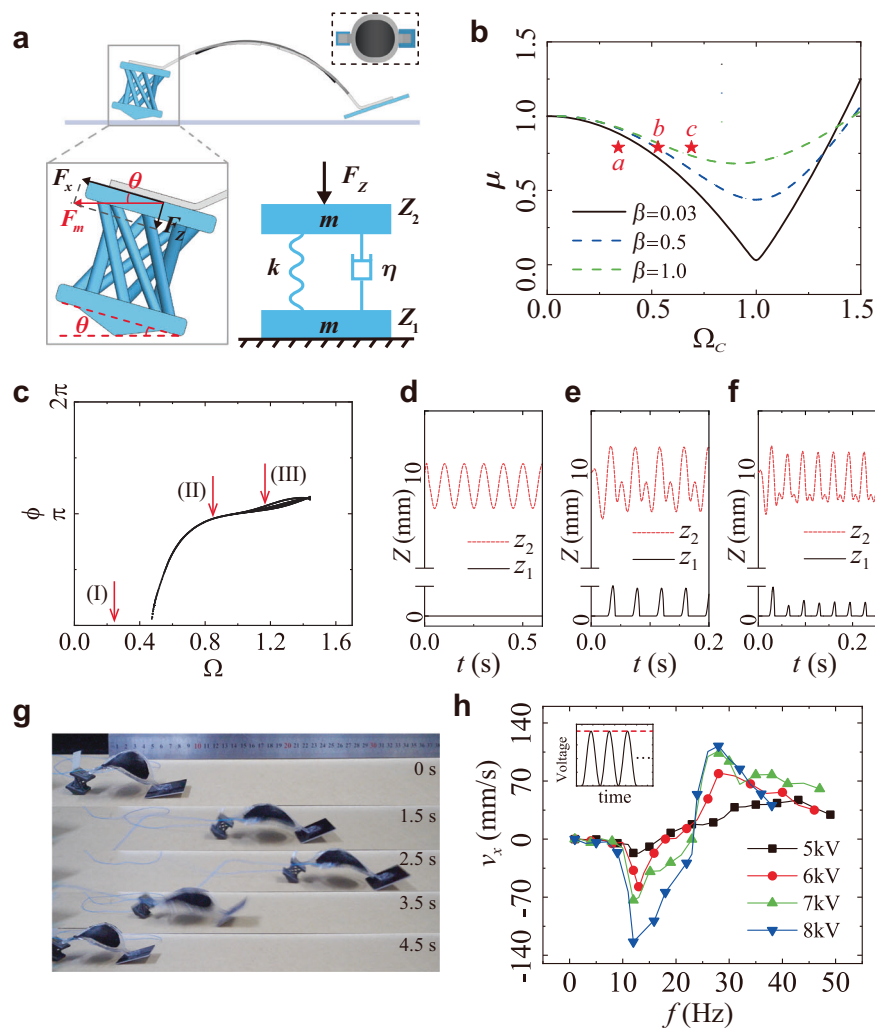 a
F_x
θ
F_m
F_Z
θ
F_Z
m
Z_2
k
η
m
Z_1
b
1.5
1.0
0.5
0.0
μ
a
b
c
β=0.03
β=0.5
β=1.0
0.0
0.5
1.0
1.5
Ω_C
c
2π
π
ϕ
(I)
(II)
(III)
0.0
0.4
0.8
1.2
1.6
Ω
d
Z (mm)
10
0
z_2
z_1
0.0
0.5
t (s)
e
Z (mm)
10
0
z_2
z_1
0.0
0.2
t (s)
f
Z (mm)
10
0
z_2
z_1
0.0
0.2
t (s)
g
0 s
1.5 s
2.5 s
3.5 s
4.5 s
h
140
70
0
-70
-140
v_x (mm/s)
Voltage
time
5kV
6kV
7kV
8kV
0
10
20
30
40
50
f (Hz)